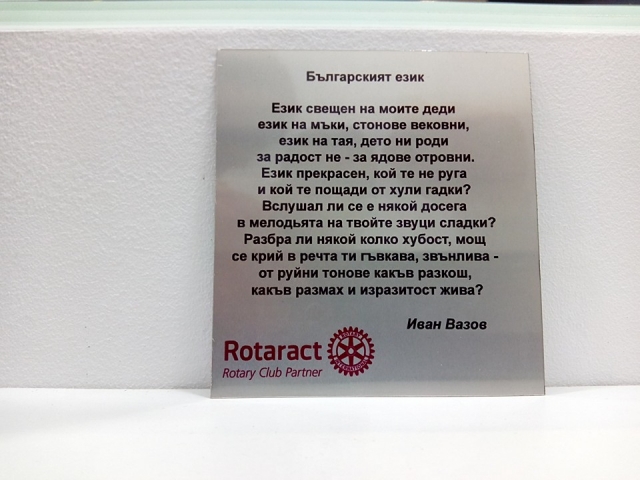 Българският език
Език свещен на моите деди
език на мъки, стонове вековни,
език на тая, дето ни роди
за радост не - за ядове отровни.
Език прекрасен, кой те не руга
и кой те пощади от хули гадки?
Вслушал ли се е някой досега
в мелодьята на твойте звуци сладки?
Разбра ли някой колко хубост, мощ
се крий в речта ти гъвкава, звънлива -
от руйни тонове какъв разкош,
какъв размах и изразитост жива?
Иван Вазов
Rotaract
Rotary Club Partner